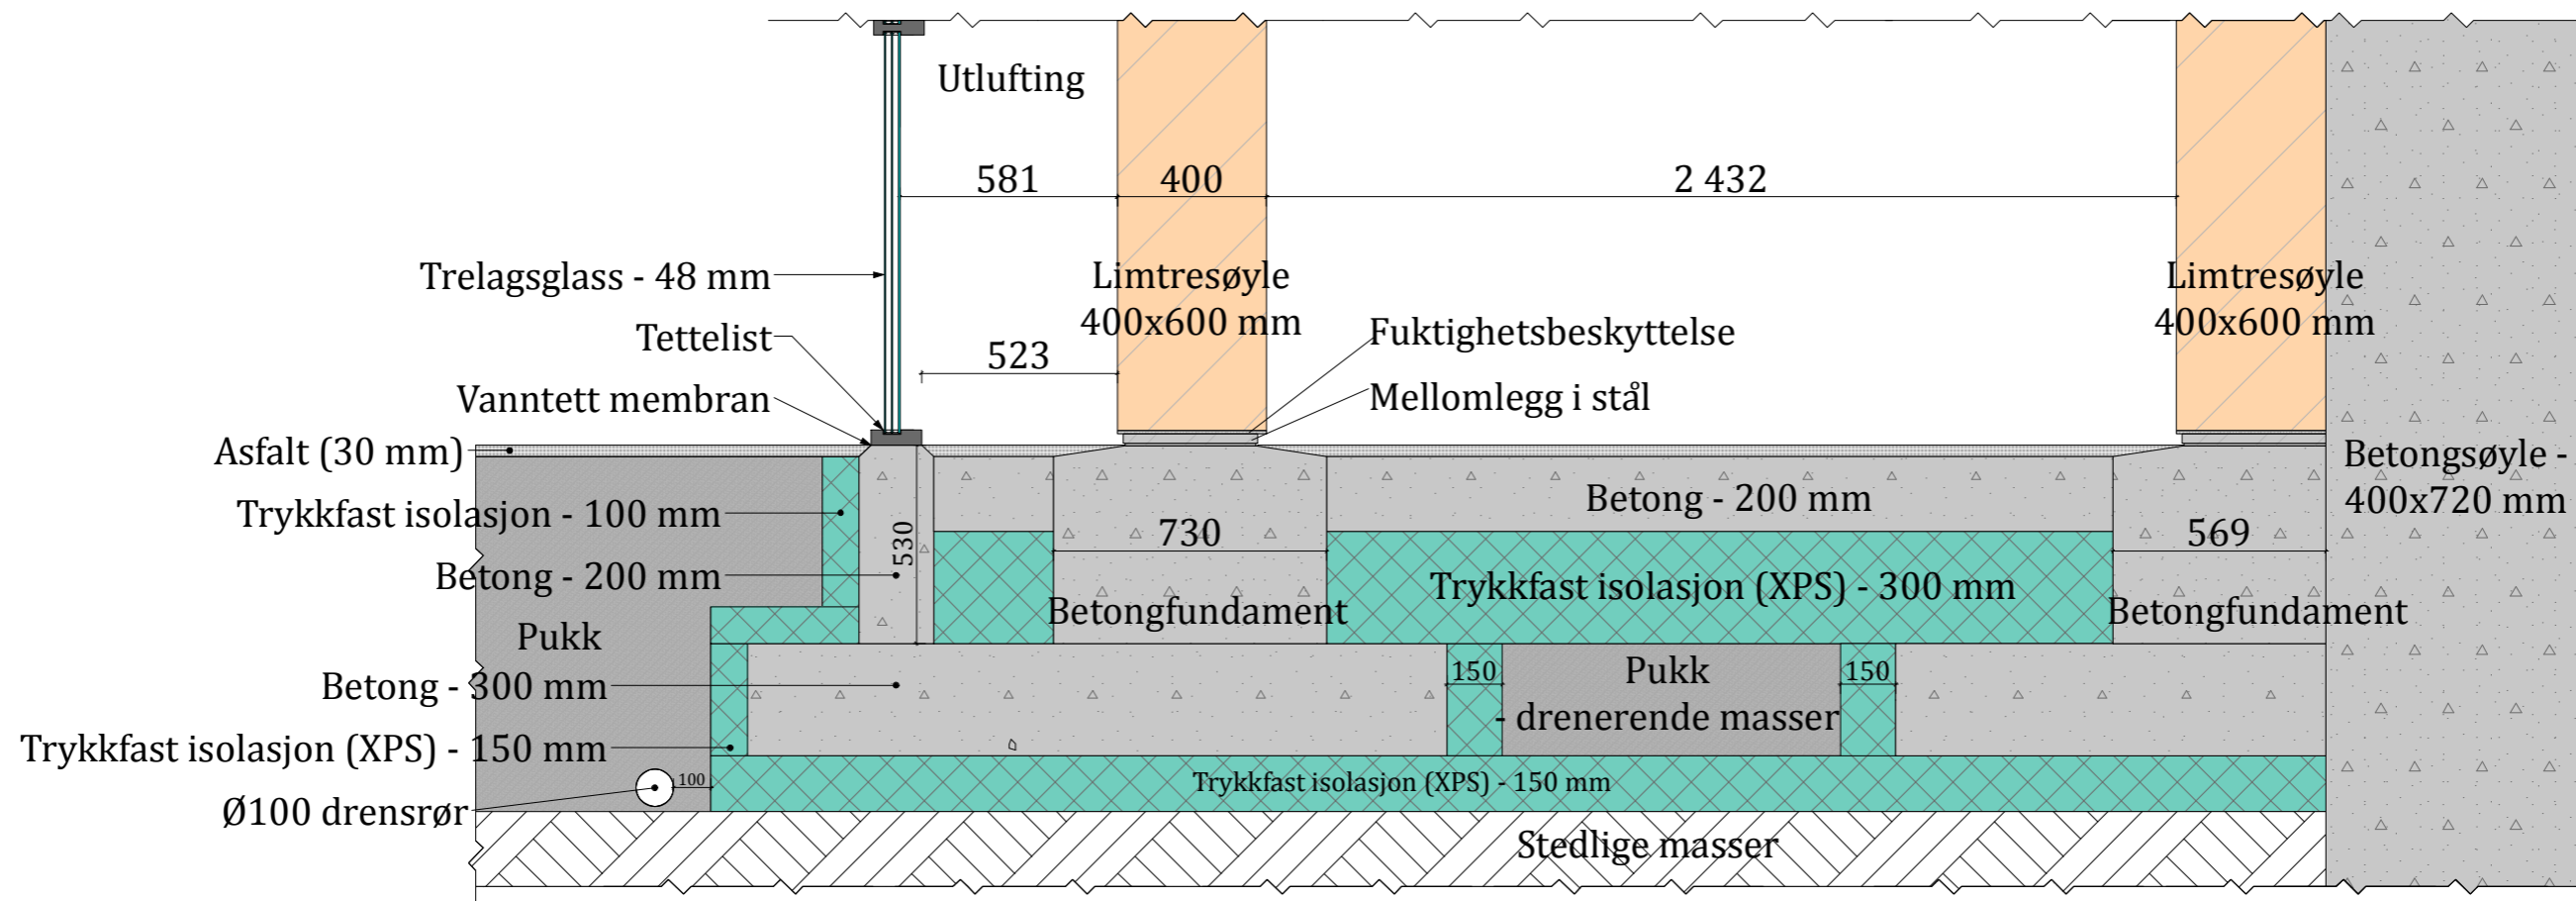 Utlufting
581
400
2 432
Trelagsglass - 48 mm
Limtresøyle
400x600 mm
Limtresøyle
400x600 mm
Tettelist
523
Fuktighetsbeskyttelse
Vanntett membran
Mellomlegg i stål
Asfalt (30 mm)
Betongsøyle -
400x720 mm
Trykkfast isolasjon - 100 mm
Betong - 200 mm
530
730
569
Betong - 200 mm
Trykkfast isolasjon (XPS) - 300 mm
Betongfundament
Betongfundament
Pukk
Betong - 300 mm
150
Pukk
- drenerende masser
150
Trykkfast isolasjon (XPS) - 150 mm
100
Trykkfast isolasjon (XPS) - 150 mm
Ø100 drensrør
Stedlige masser